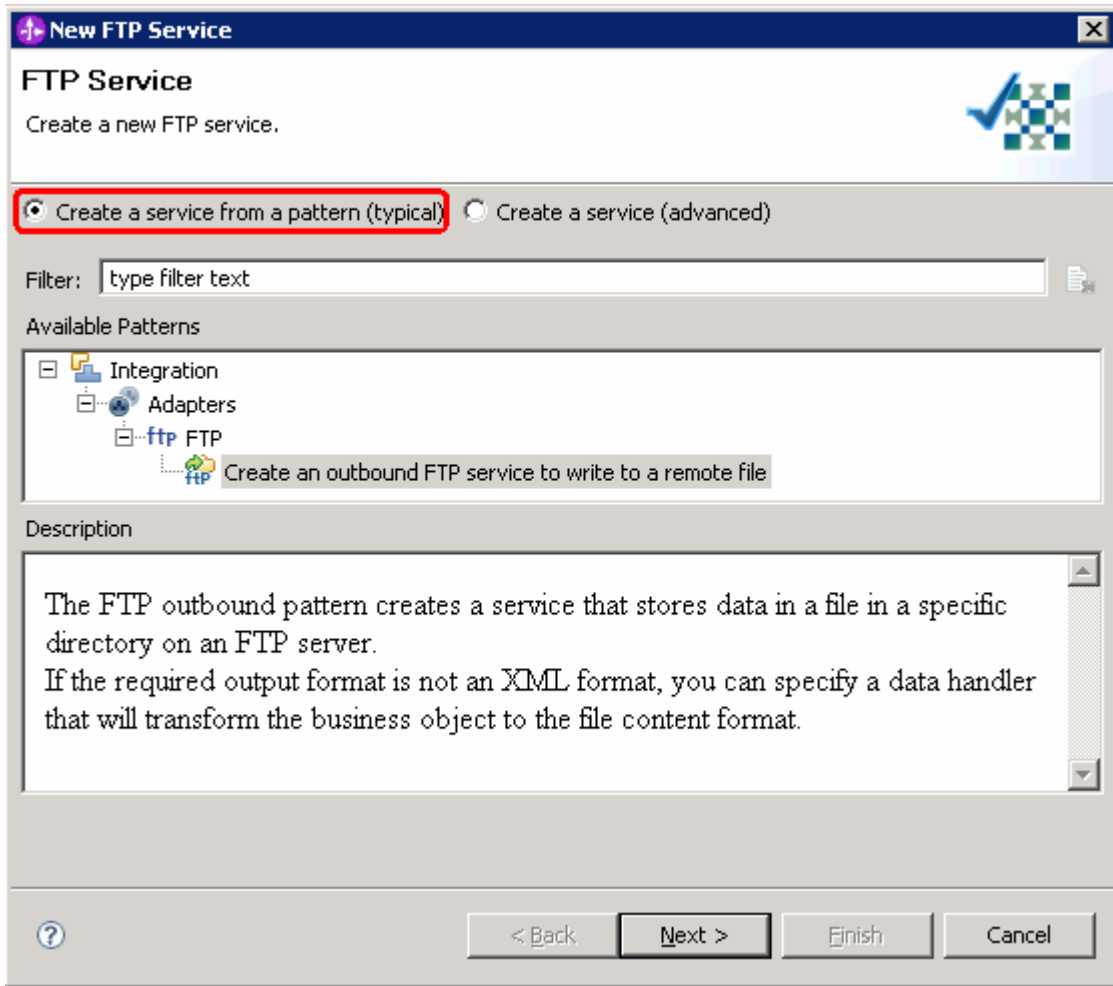 New FTP Service
FTP Service
Create a new FTP service.
Create a service from a pattern (typical) Create a service (advanced)
Filter: type filter text
Available Patterns
Integration
Adapters
ftp FTP
ftp Create an outbound FTP service to write to a remote file
Description
The FTP outbound pattern creates a service that stores data in a file in a specific
directory on an FTP server.
If the required output format is not an XML format, you can specify a data handler
that will transform the business object to the file content format.
? < Back Next > Finish Cancel